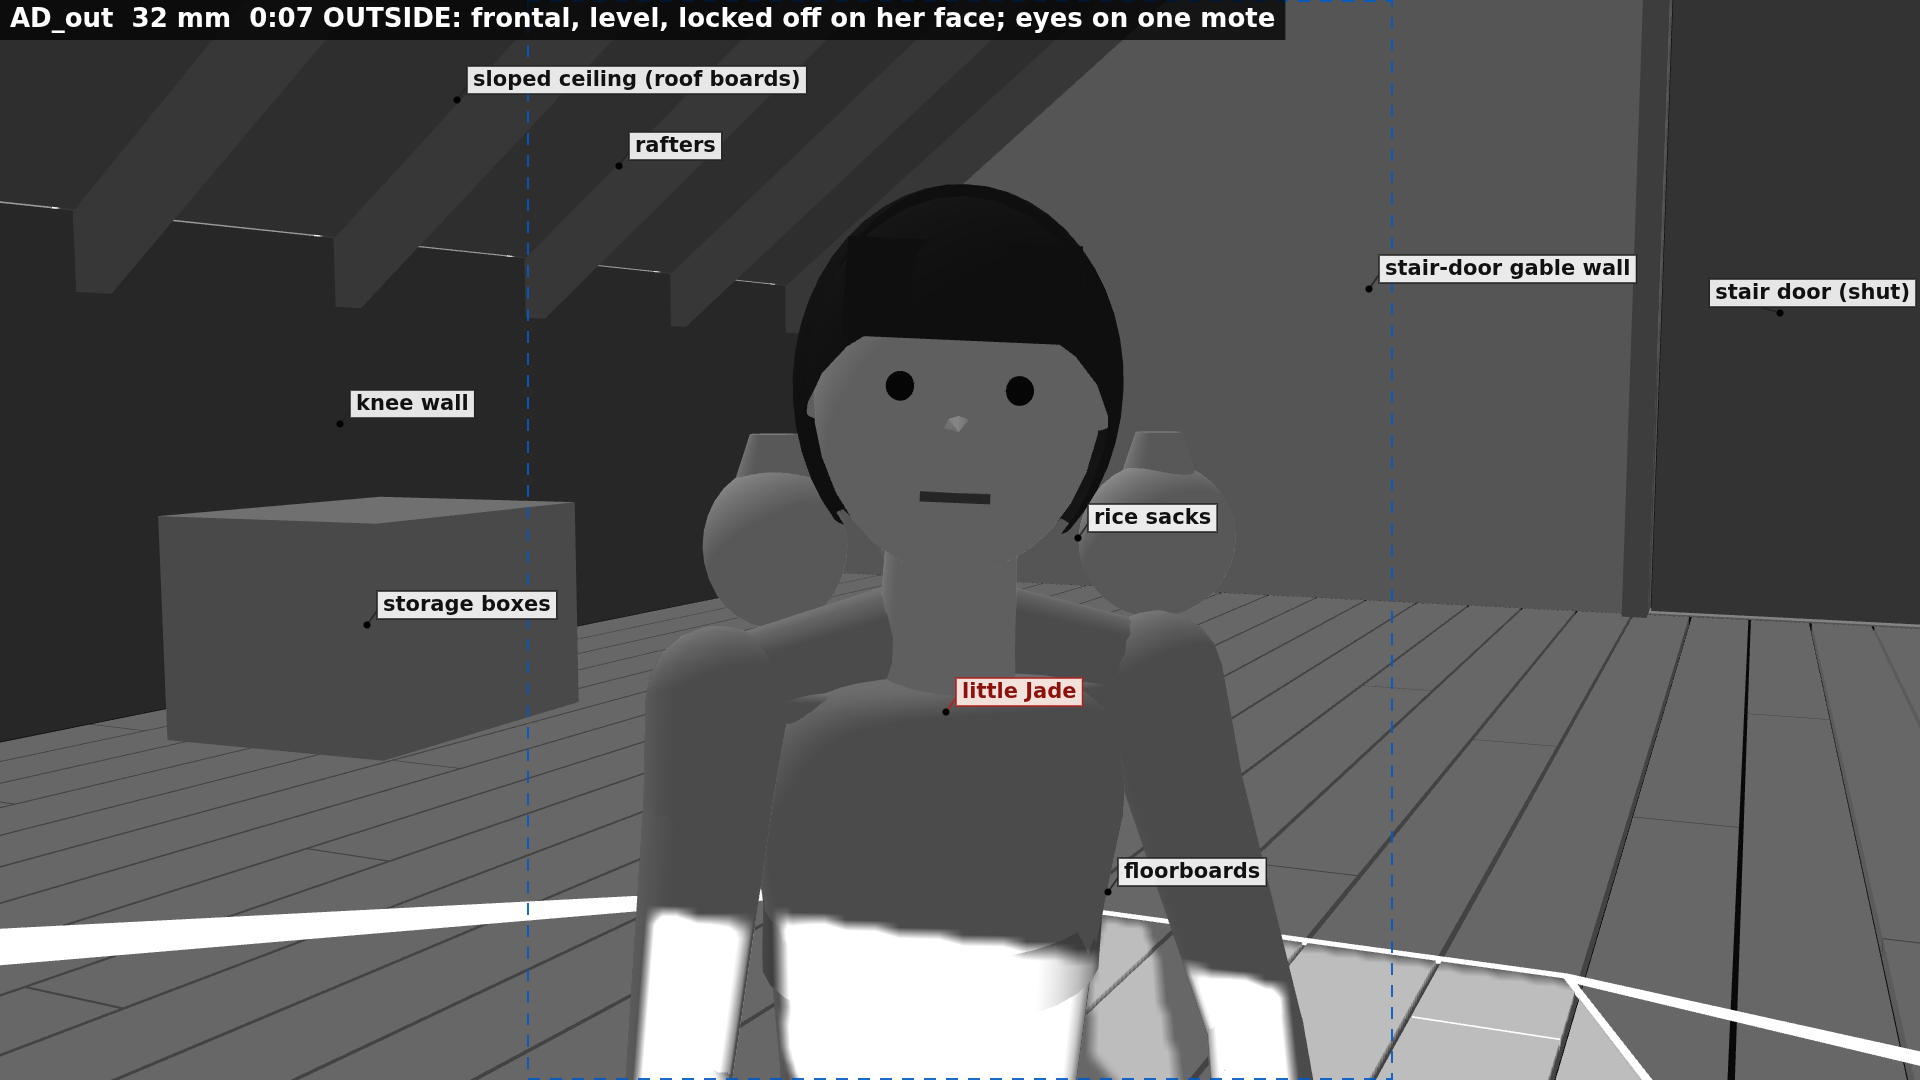 AD_out  32 mm  0:07 OUTSIDE: frontal, level, locked off on her face; eyes on one mote
sloped ceiling (roof boards)
rafters
stair-door gable wall
stair door (shut)
knee wall
rice sacks
storage boxes
little Jade
floorboards